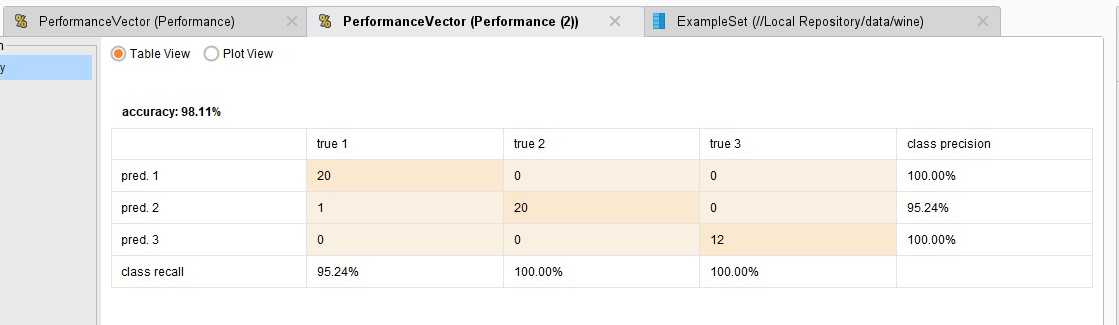 PerformanceVector (Performance) PerformanceVector (Performance (2)) ExampleSet (//Local Repository/data/wine)
n
y
Table View Plot View
accuracy: 98.11%
true 1 true 2 true 3 class precision
pred. 1 20 0 0 100.00%
pred. 2 1 20 0 95.24%
pred. 3 0 0 12 100.00%
class recall 95.24% 100.00% 100.00%